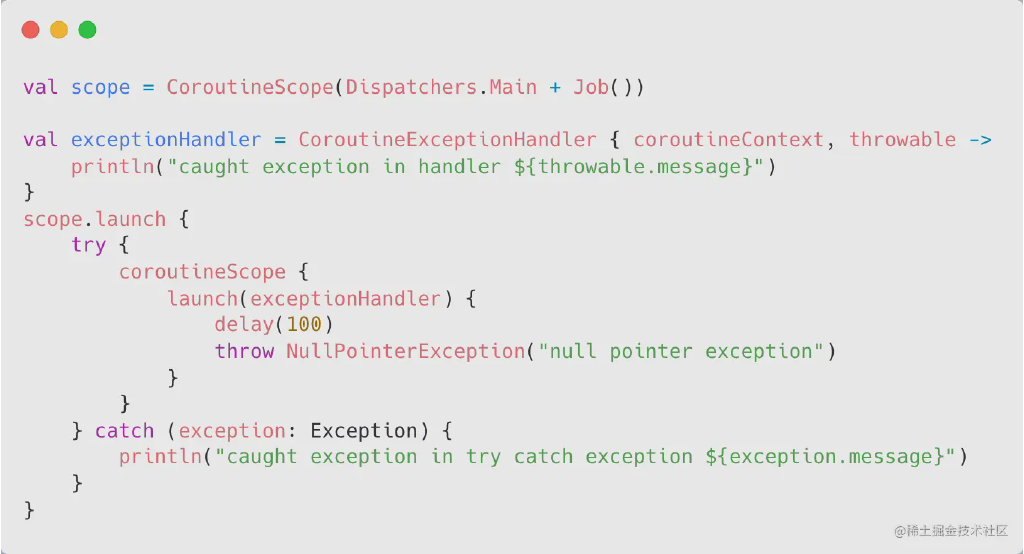 val scope = CoroutineScope(Dispatchers.Main + Job())

val exceptionHandler = CoroutineExceptionHandler { coroutineContext, throwable ->
    println("caught exception in handler ${throwable.message}")
}
scope.launch {
    try {
        coroutineScope {
            launch(exceptionHandler) {
                delay(100)
                throw NullPointerException("null pointer exception")
            }
        }
    } catch (exception: Exception) {
        println("caught exception in try catch exception ${exception.message}")
    }
}
@稀土掘金技术社区